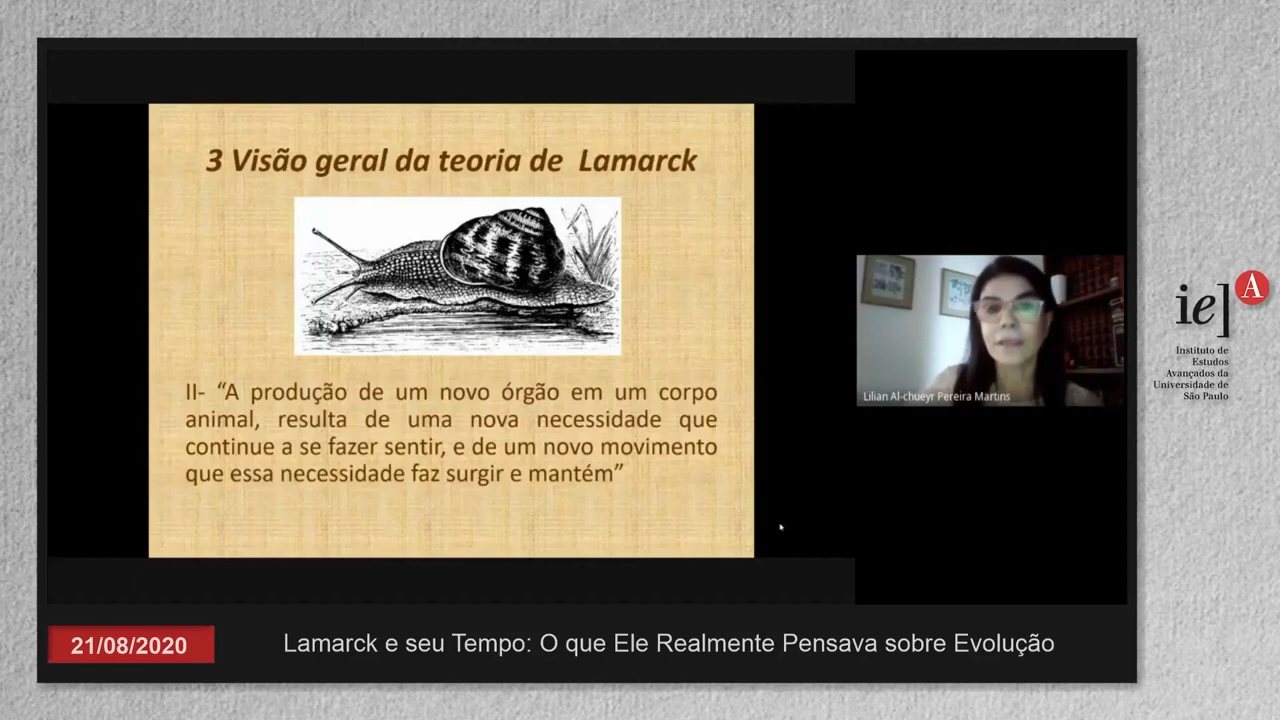 3 Visão geral da teoria de Lamarck
II- “A produção de um novo órgão em um corpo
animal, resulta de uma nova necessidade que
continue a se fazer sentir, e de um novo movimento
que essa necessidade faz surgir e mantém”
Lilian Al-chueyr Pereira Martins
ie] A
Instituto de
Estudos
Avançados da
Universidade de
São Paulo
21/08/2020
Lamarck e seu Tempo: O que Ele Realmente Pensava sobre Evolução